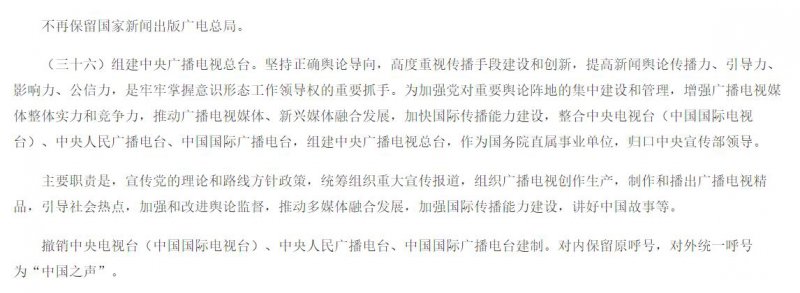 不再保留国家新闻出版广电总局。
（三十六）组建中央广播电视总台。坚持正确舆论导向，高度重视传播手段建设和创新，提高新闻舆论传播力、引导力、
影响力、公信力，是牢牢掌握意识形态工作领导权的重要抓手。为加强党对重要舆论阵地的集中建设和管理，增强广播电视媒
体整体实力和竞争力，推动广播电视媒体、新兴媒体融合发展，加快国际传播能力建设，整合中央电视台（中国国际电视
台）、中央人民广播电台、中国国际广播电台，组建中央广播电视总台，作为国务院直属事业单位，归口中央宣传部领导。
主要职责是，宣传党的理论和路线方针政策，统筹组织重大宣传报道，组织广播电视创作生产，制作和播出广播电视精
品，引导社会热点，加强和改进舆论监督，推动多媒体融合发展，加强国际传播能力建设，讲好中国故事等。
撤销中央电视台（中国国际电视台）、中央人民广播电台、中国国际广播电台建制。对内保留原呼号，对外统一呼号
为“中国之声”。